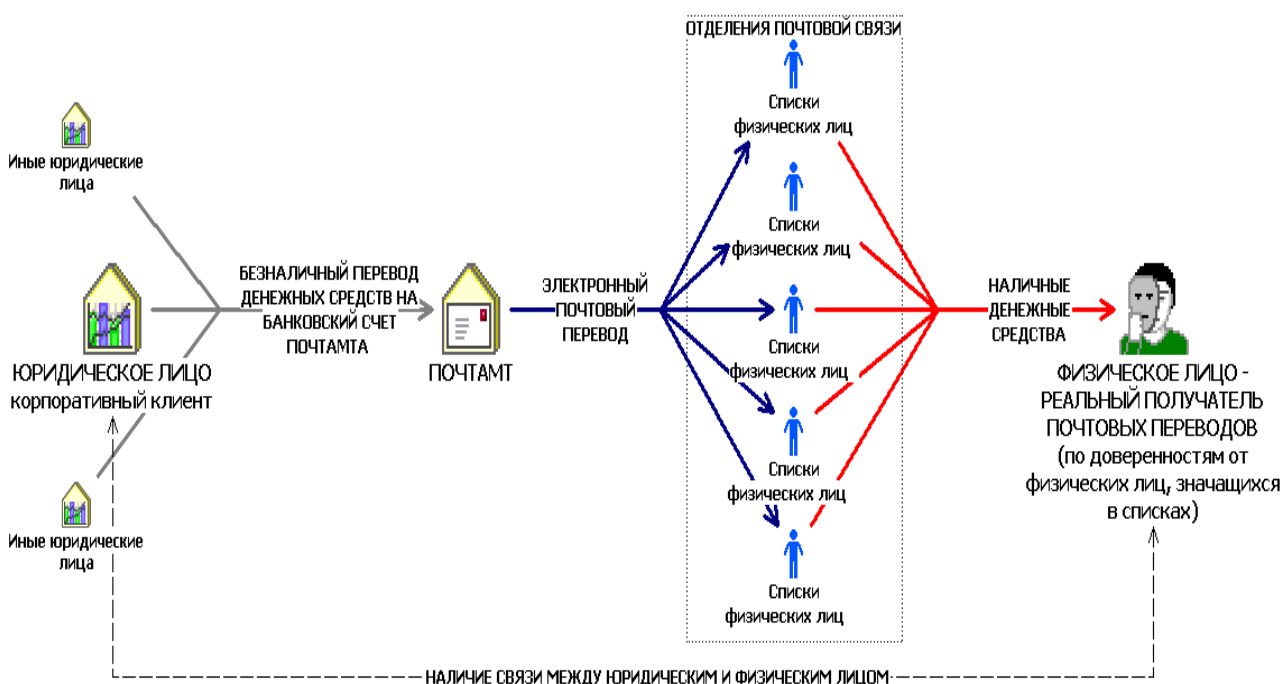 ОТДЕЛЕНИЯ ПОЧТОВОЙ СВЯЗИ
Иные юридические
лица
ЮРИДИЧЕСКОЕ ЛИЦО
корпоративный клиент
Иные юридические
лица
БЕЗНАЛИЧНЫЙ ПЕРЕВОД
ДЕНЕЖНЫХ СРЕДСТВ НА
БАНКОВСКИЙ СЧЕТ
ПОЧТАМТА
ПОЧТАМТ
ЭЛЕКТРОННЫЙ
ПОЧТОВЫЙ
ПЕРЕВОД
Списки
физических лиц
Списки
физических лиц
Списки
физических лиц
Списки
физических лиц
Списки
физических лиц
НАЛИЧНЫЕ
ДЕНЕЖНЫЕ
СРЕДСТВА
ФИЗИЧЕСКОЕ ЛИЦО -
РЕАЛЬНЫЙ ПОЛУЧАТЕЛЬ
ПОЧТОВЫХ ПЕРЕВОДОВ
(по доверенностям от
физических лиц, значащихся
в списках)
НАЛИЧИЕ СВЯЗИ МЕЖДУ ЮРИДИЧЕСКИМ И ФИЗИЧЕСКИМ ЛИЦОМ